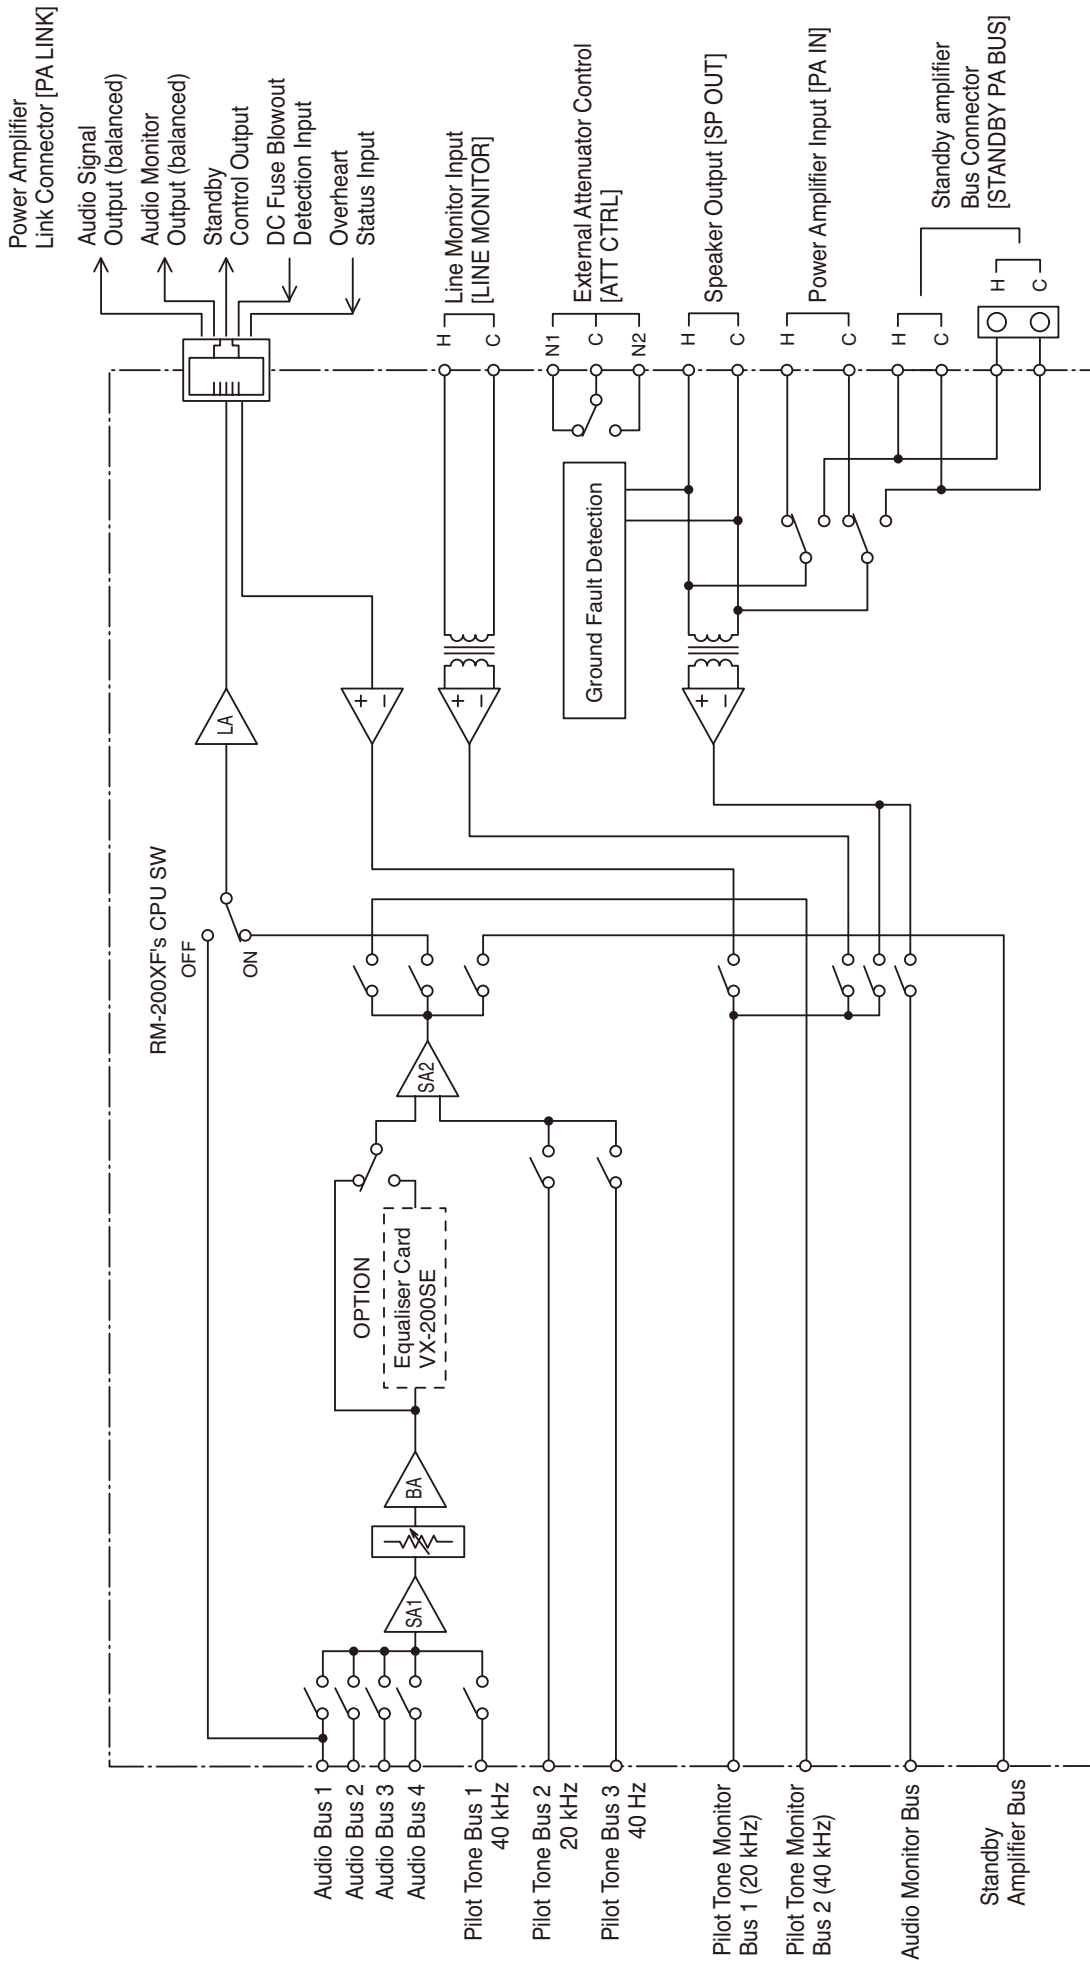 Audio Bus 1
Audio Bus 2
Audio Bus 3
Audio Bus 4
Pilot Tone Bus 1
40 kHz
Pilot Tone Bus 2
20 kHz
Pilot Tone Bus 3
40 Hz
Pilot Tone Monitor
Bus 1 (20 kHz)
Pilot Tone Monitor
Bus 2 (40 kHz)
Audio Monitor Bus
Standby
Amplifier Bus
SA1
BA
OPTION
Equaliser Card
VX-200SE
SA2
RM-200XF's CPU SW
OFF
ON
LA
+
−
+
−
+
−
Ground Fault Detection
H
C
N1
C
N2
H
C
H
C
H
C
H
C
Power Amplifier
Link Connector [PA LINK]
Audio Signal
Output (balanced)
Audio Monitor
Output (balanced)
Standby
Control Output
DC Fuse Blowout
Detection Input
Overheart
Status Input
Line Monitor Input
[LINE MONITOR]
External Attenuator Control
[ATT CTRL]
Speaker Output [SP OUT]
Power Amplifier Input [PA IN]
Standby amplifier
Bus Connector
[STANDBY PA BUS]